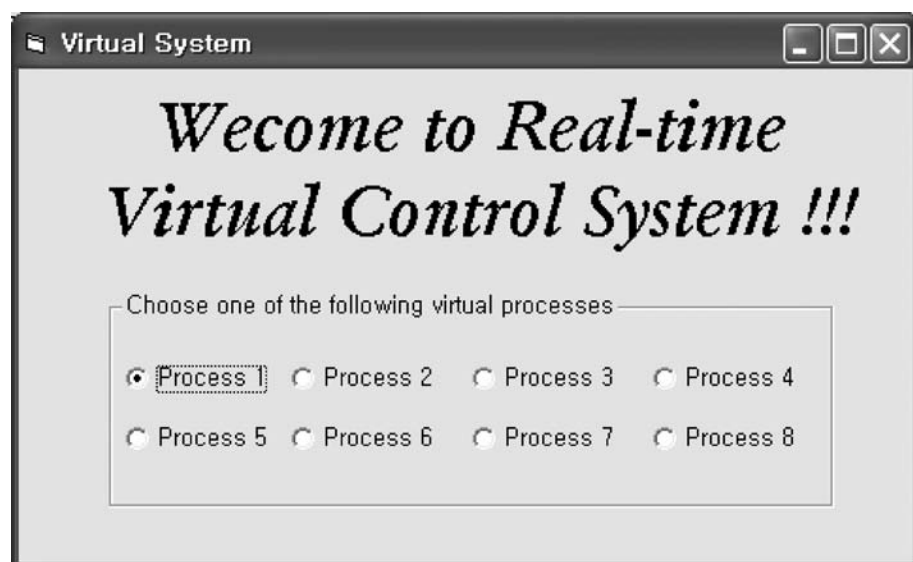 Virtual System
Wecome to Real-time
Virtual Control System !!!
Choose one of the following virtual processes
Process 1 Process 2 Process 3 Process 4
Process 5 Process 6 Process 7 Process 8